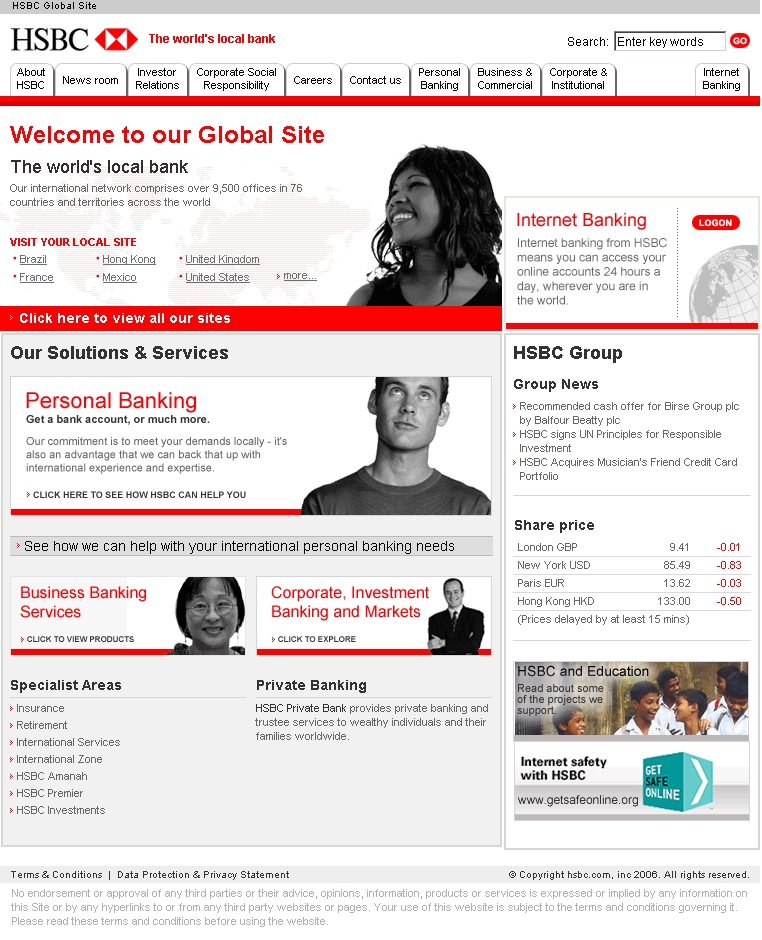 HSBC Global Site
HSBC
The world's local bank
Search:
Enter key words
GO
About
HSBC
News room
Investor
Relations
Corporate Social
Responsibility
Careers
Contact us
Personal
Banking
Business &
Commercial
Corporate &
Institutional
Internet
Banking
Welcome to our Global Site
The world's local bank
Our international network comprises over 9,500 offices in 76
countries and territories across the world
VISIT YOUR LOCAL SITE
Brazil
Hong Kong
United Kingdom
France
Mexico
United States
more...
Click here to view all our sites
Internet Banking
Internet banking from HSBC
means you can access your
online accounts 24 hours a
day, wherever you are in
the world.
LOGON
Our Solutions & Services
Personal Banking
Get a bank account, or much more.
Our commitment is to meet your demands locally - it's
also an advantage that we can back that up with
international experience and expertise.
CLICK HERE TO SEE HOW HSBC CAN HELP YOU
See how we can help with your international personal banking needs
Business Banking
Services
CLICK TO VIEW PRODUCTS
Corporate, Investment
Banking and Markets
CLICK TO EXPLORE
Specialist Areas
Insurance
Retirement
International Services
International Zone
HSBC Amanah
HSBC Premier
HSBC Investments
Private Banking
HSBC Private Bank provides private banking and
trustee services to wealthy individuals and their
families worldwide.
HSBC Group
Group News
Recommended cash offer for Birse Group plc
by Balfour Beatty plc
HSBC signs UN Principles for Responsible
Investment
HSBC Acquires Musician's Friend Credit Card
Portfolio
Share price
London GBP 9.41 -0.01
New York USD 85.49 -0.83
Paris EUR 13.62 -0.03
Hong Kong HKD 133.00 -0.50
(Prices delayed by at least 15 mins)
HSBC and Education
Read about some
of the projects we
support.
Internet safety
with HSBC
www.getsafeonline.org
GET
SAFE
ONLINE
Terms & Conditions | Data Protection & Privacy Statement
© Copyright hsbc.com, inc 2006. All rights reserved.
No endorsement or approval of any third parties or their advice, opinions, information, products or services is expressed or implied by any information on
this Site or by any hyperlinks to or from any third party websites or pages. Your use of this website is subject to the terms and conditions governing it.
Please read these terms and conditions before using the website.